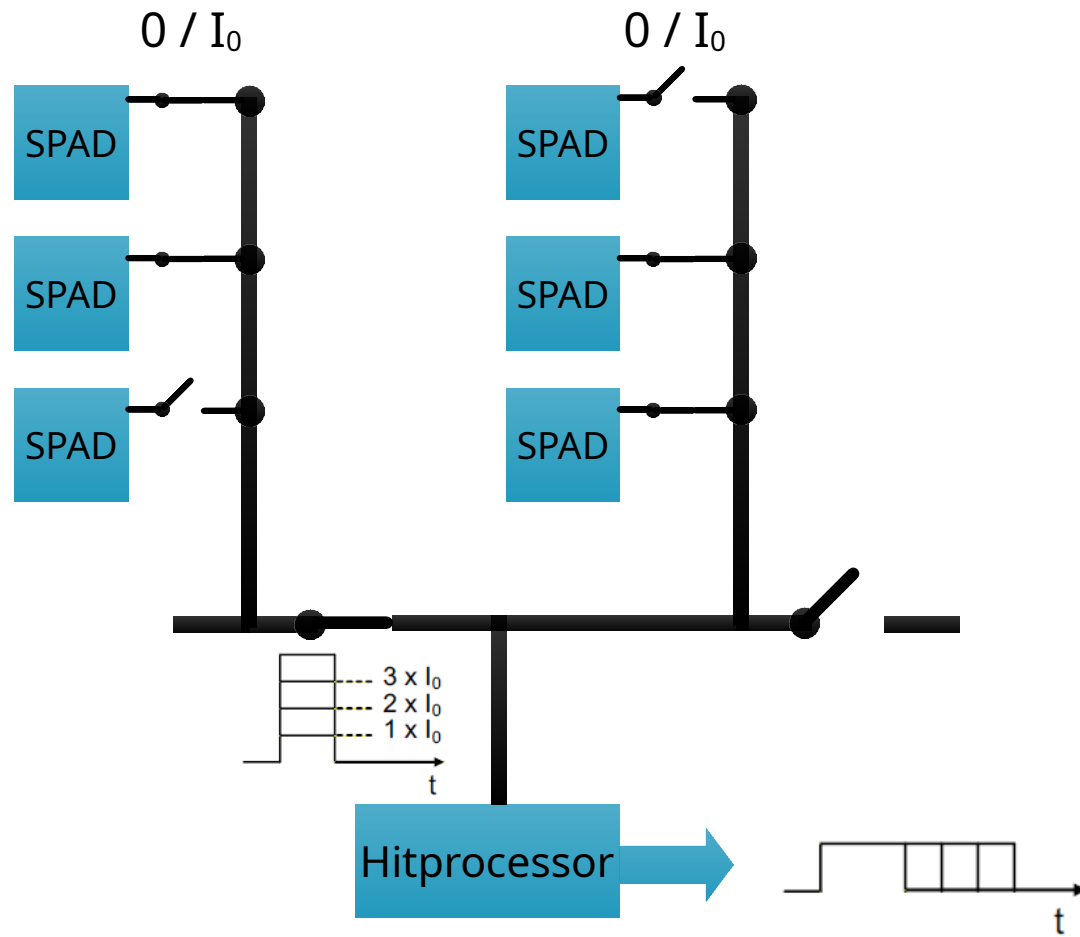 0 / I₀
0 / I₀
SPAD
SPAD
SPAD
SPAD
SPAD
SPAD
3 x I₀
2 x I₀
1 x I₀
t
Hitprocessor
t